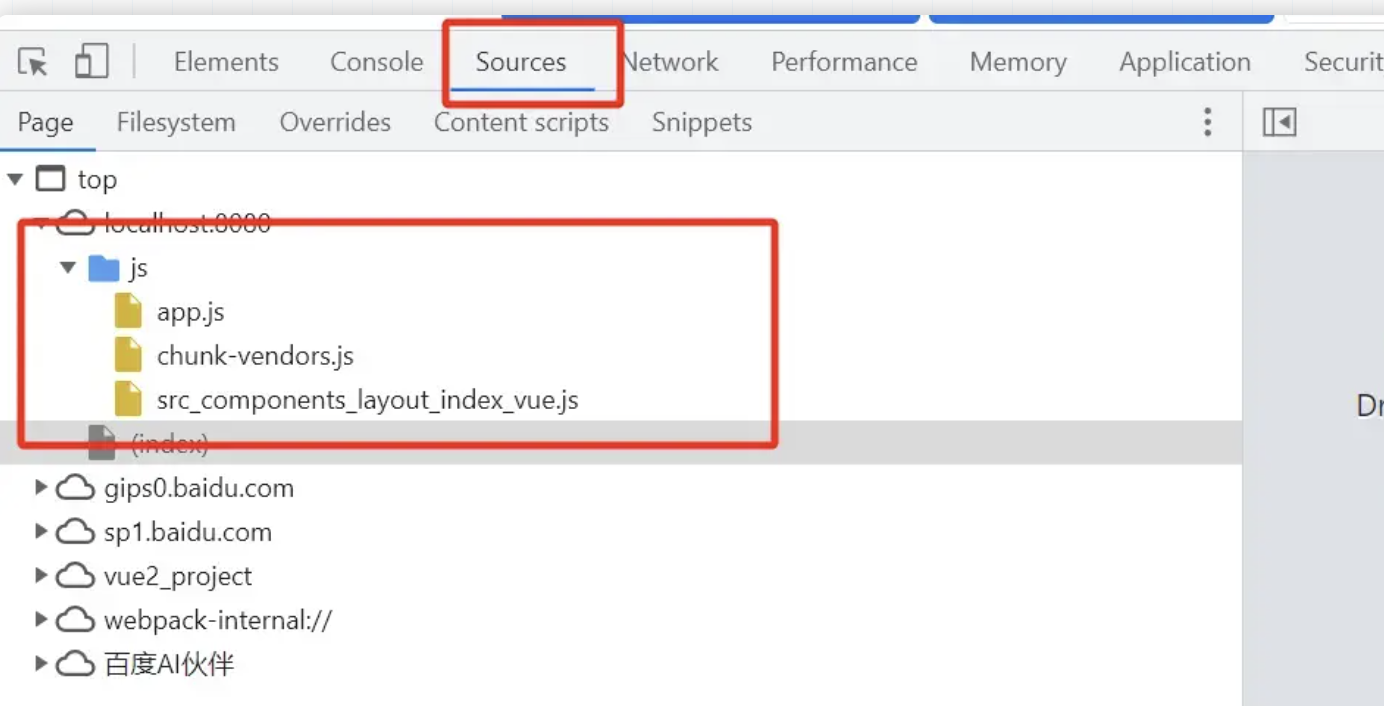 Elements Console Sources Network Performance Memory Application Securit
Page Filesystem Overrides Content scripts Snippets
top
localhost:8080
js
app.js
chunk-vendors.js
src_components_layout_index_vue.js
(index)
gips0.baidu.com
sp1.baidu.com
vue2_project
webpack-internal://
百度AI伙伴
Dr